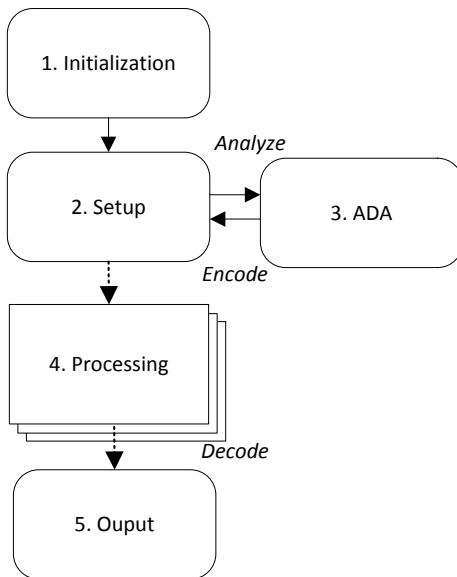 1. Initialization
Analyze
2. Setup
3. ADA
Encode
4. Processing
Decode
5. Ouput